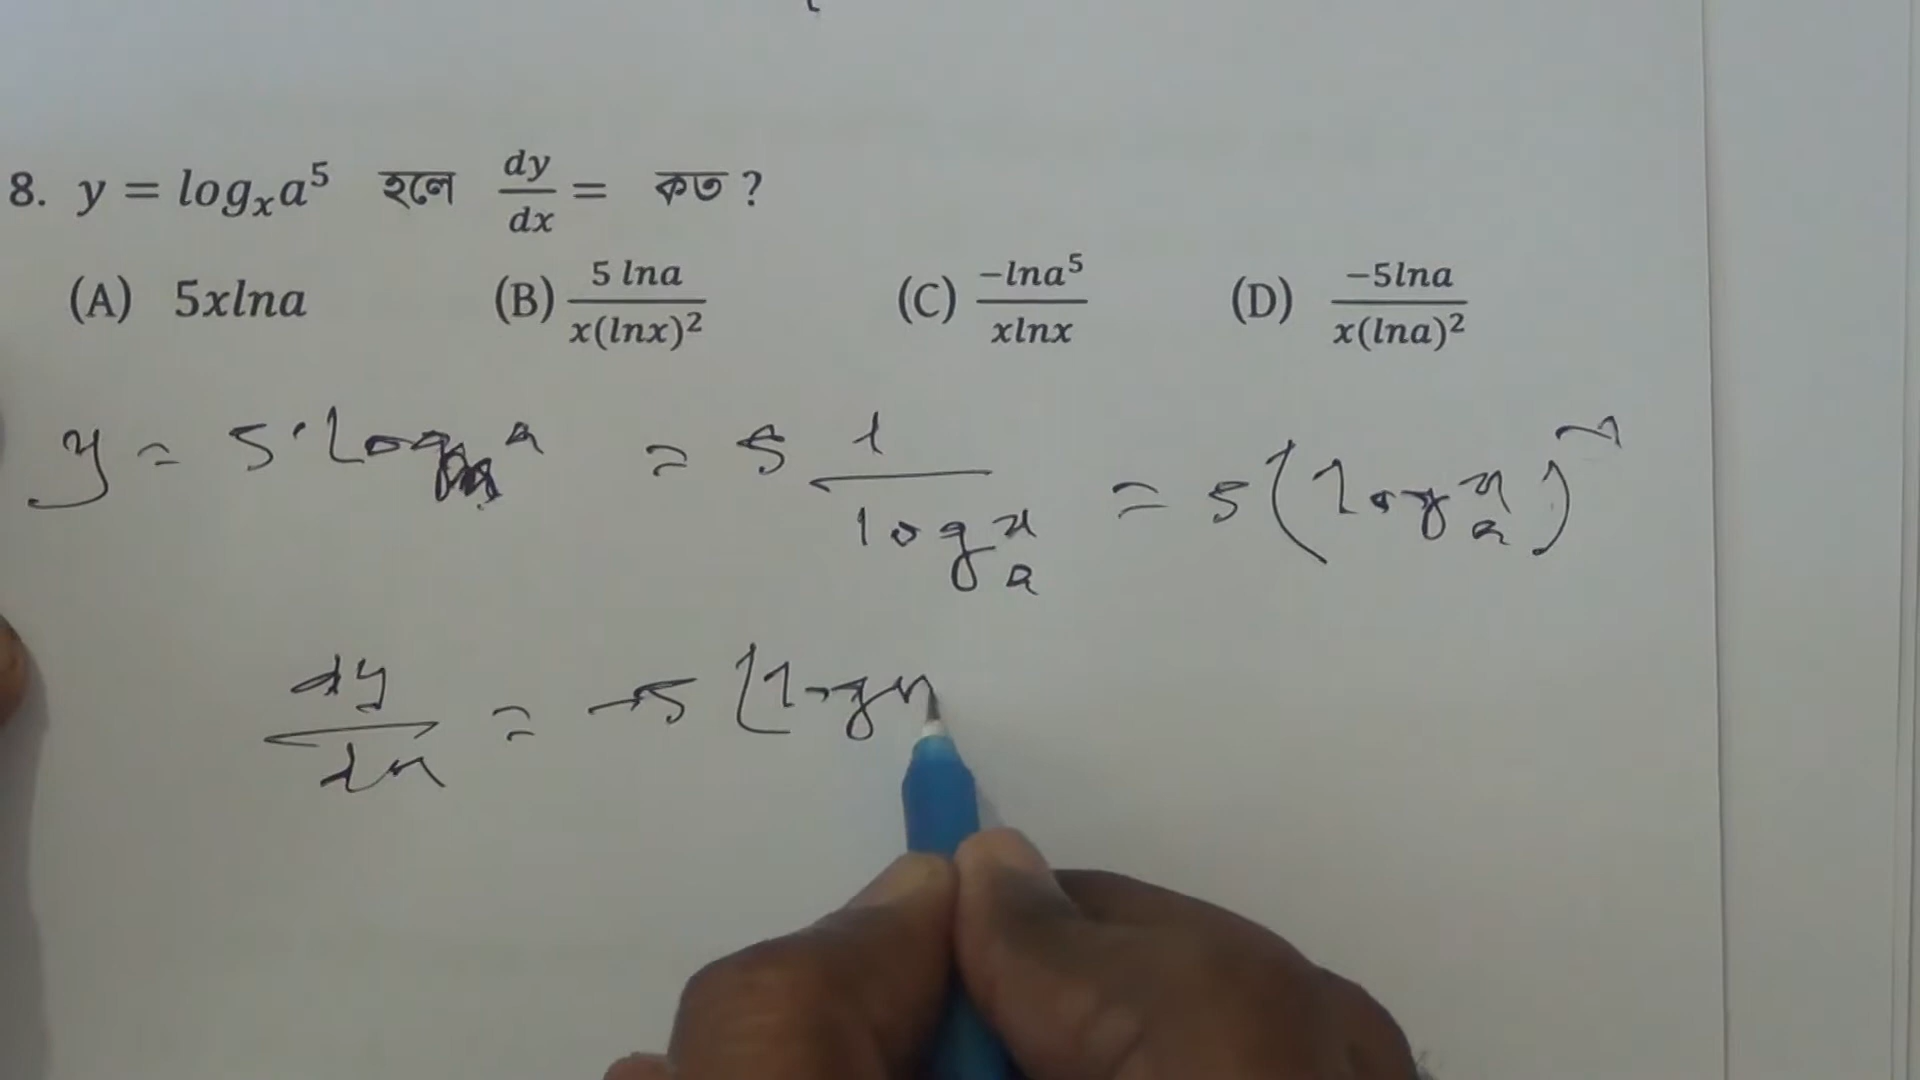 8. y = log_x a^5 হলে dy/dx = কত ?
(A) 5xlna (B) 5 lna / x(lnx)^2 (C) -lna^5 / xlnx (D) -5lna / x(lna)^2
y = 5 · log_x a = 5 1 / log_a x = 5 (log_a x)^-1
dy/dx = -5 (log x